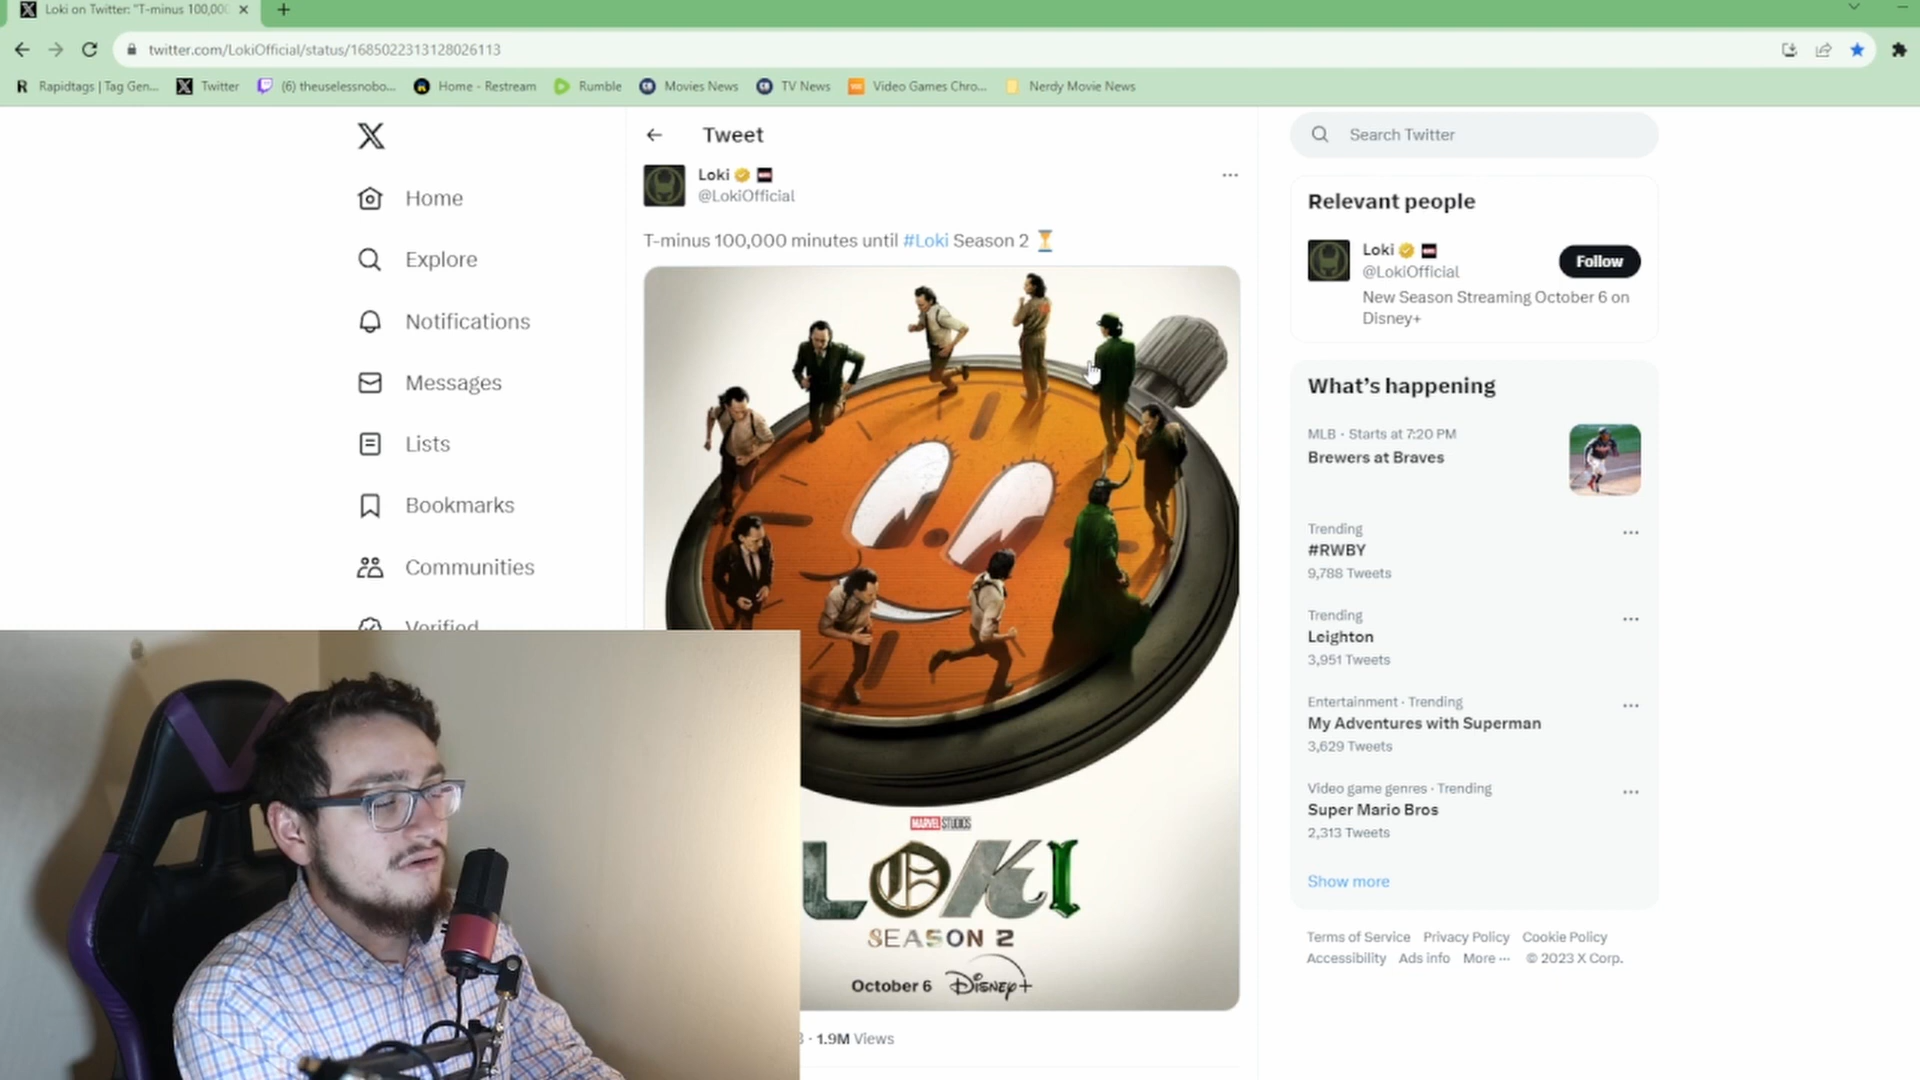 Loki on Twitter: "T-minus 100,00
twitter.com/LokiOfficial/status/1685022313128026113
R Rapidtags | Tag Gen...
Twitter
(6) theuselessnobo...
Home - Restream
Rumble
Movies News
TV News
Video Games Chro...
Nerdy Movie News
Home
Explore
Notifications
Messages
Lists
Bookmarks
Communities
Verified
Tweet
Loki
@LokiOfficial
T-minus 100,000 minutes until #Loki Season 2
MARVEL STUDIOS
LOKI
SEASON 2
October 6 Disney+
· 1.9M Views
Search Twitter
Relevant people
Loki
@LokiOfficial
Follow
New Season Streaming October 6 on
Disney+
What's happening
MLB · Starts at 7:20 PM
Brewers at Braves
Trending
#RWBY
9,788 Tweets
Trending
Leighton
3,951 Tweets
Entertainment · Trending
My Adventures with Superman
3,629 Tweets
Video game genres · Trending
Super Mario Bros
2,313 Tweets
Show more
Terms of Service Privacy Policy Cookie Policy
Accessibility Ads info More ··· © 2023 X Corp.